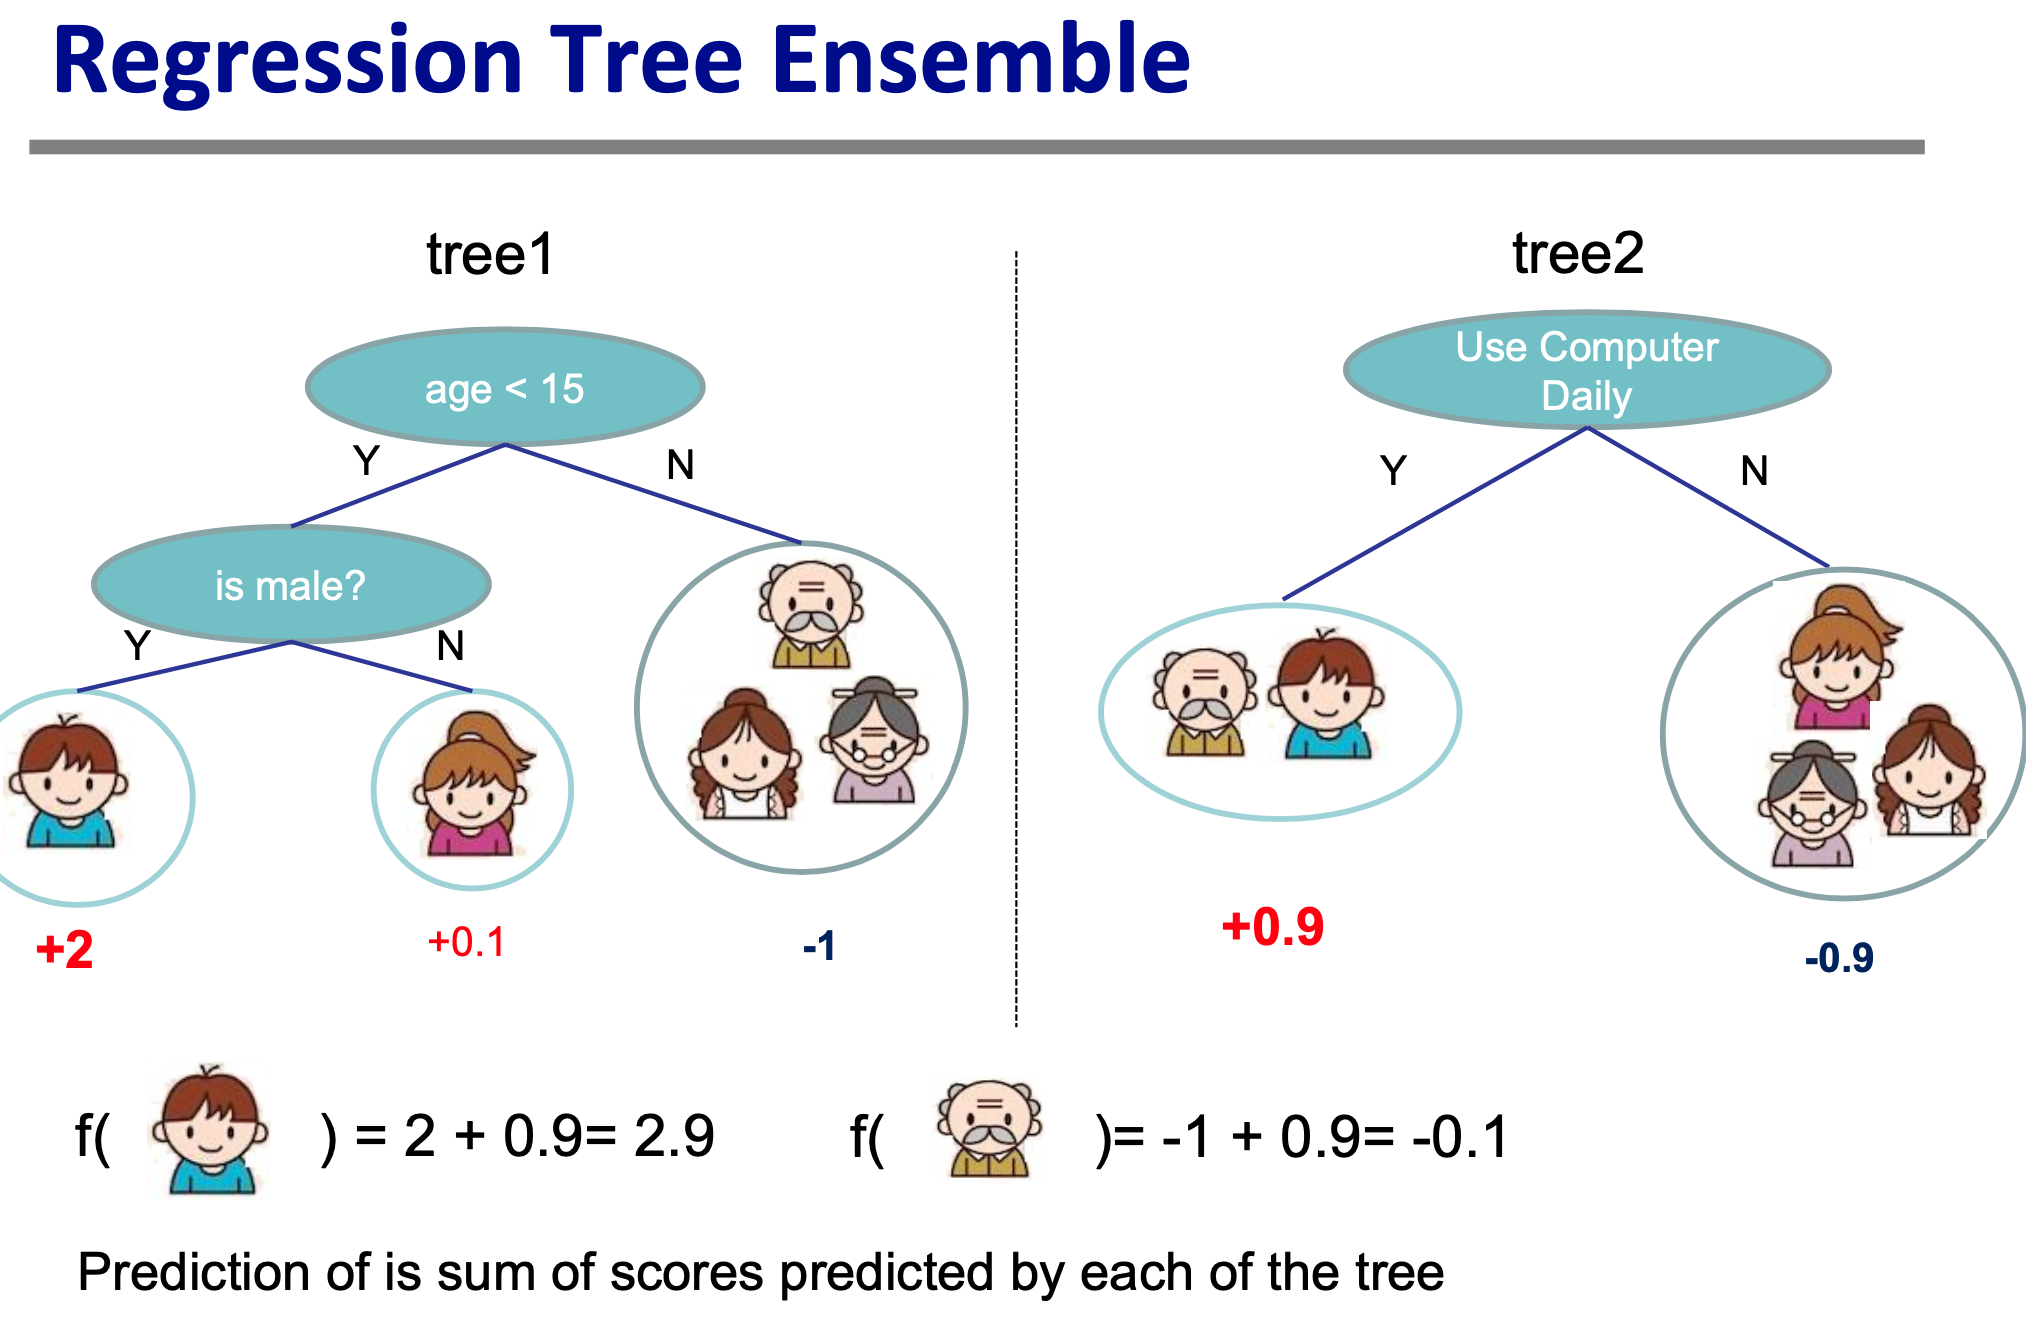 Regression Tree Ensemble
tree1
tree2
age < 15
Use Computer
Daily
Y
N
Y
N
is male?
Y
N
+2
+0.1
-1
+0.9
-0.9
f( ) = 2 + 0.9= 2.9
f( )= -1 + 0.9= -0.1
Prediction of is sum of scores predicted by each of the tree